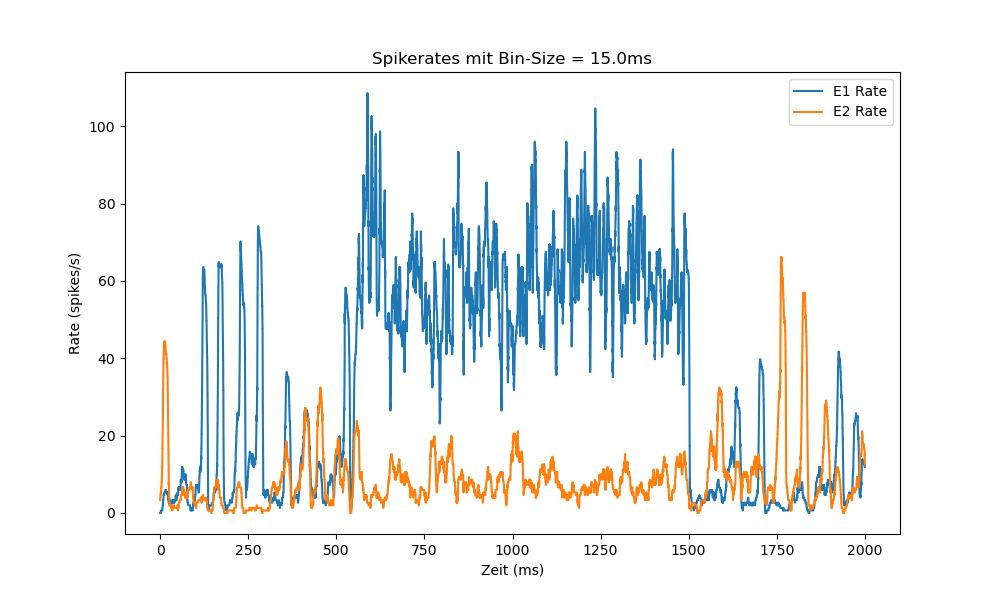 Spikerates mit Bin-Size = 15.0ms
E1 Rate
E2 Rate
100
80
60
40
20
0
Rate (spikes/s)
0 250 500 750 1000 1250 1500 1750 2000
Zeit (ms)